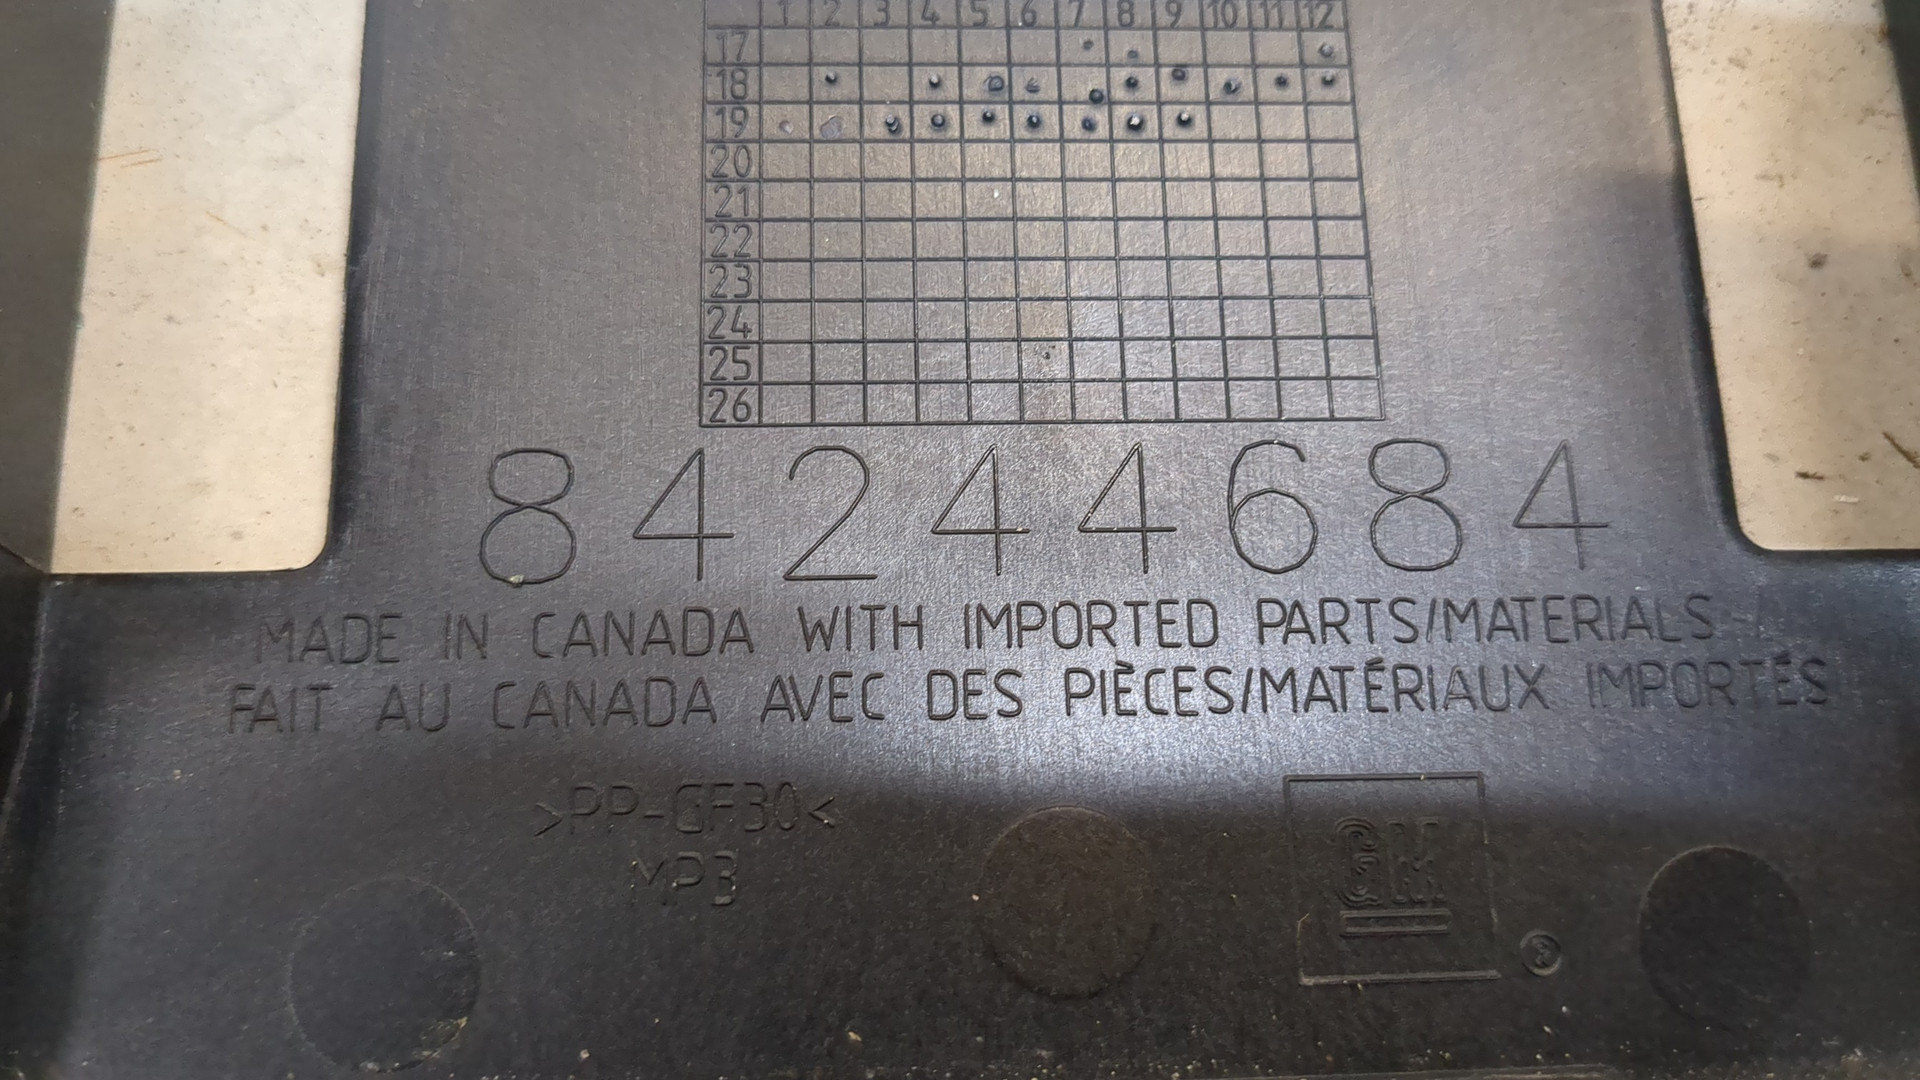 1 2 3 4 5 6 7 8 9 10 11 12
17
18
19
20
21
22
23
24
25
26
84244684
MADE IN CANADA WITH IMPORTED PARTS/MATERIALS
FAIT AU CANADA AVEC DES PIÈCES/MATÉRIAUX IMPORTÉS
>PP-GF30<
MP3
GM
®